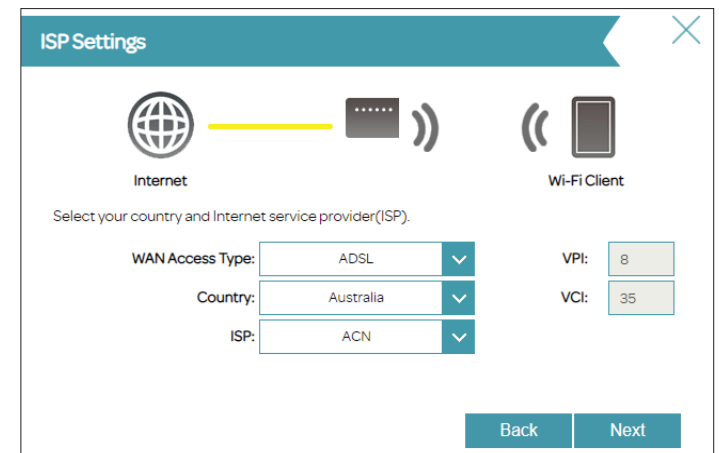 ISP Settings
Internet
Wi-Fi Client
Select your country and Internet service provider(ISP).
WAN Access Type: ADSL VPI: 8
Country: Australia VCI: 35
ISP: ACN
Back Next